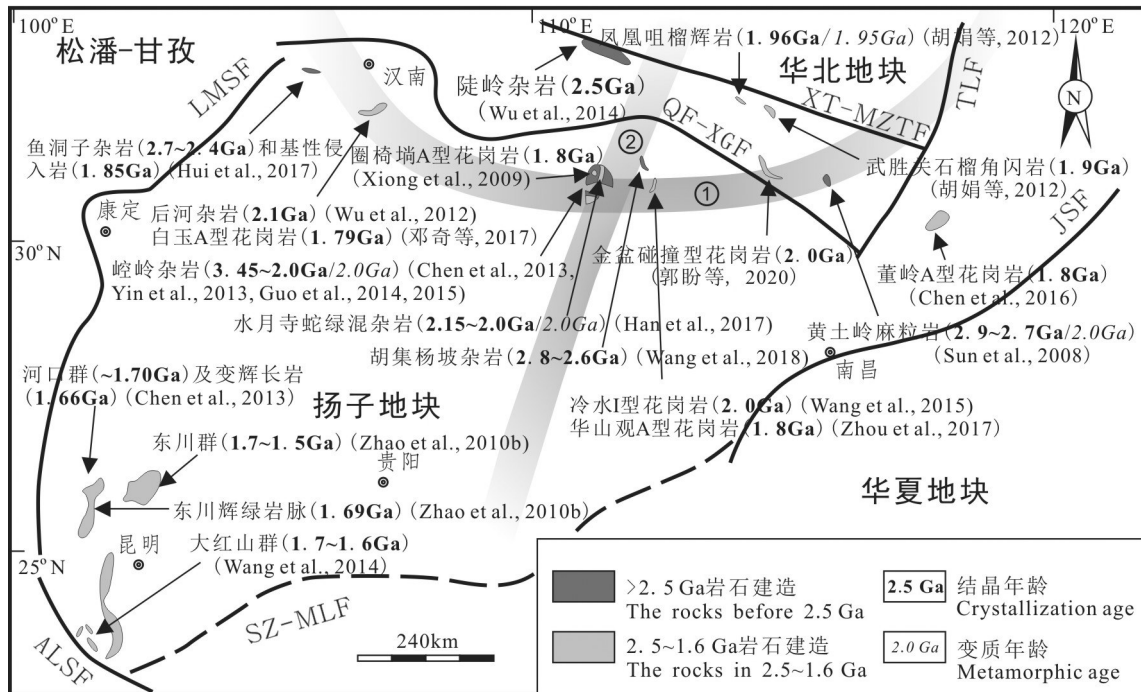 100°E
110°E
120°E
松潘-甘孜
汉南
凤凰咀榴辉岩(1.96Ga/1.95Ga) (胡娟等, 2012)
华北地块
陡岭杂岩(2.5Ga)
(Wu et al., 2014)
LMSF
QF-XGF
XT-MZTF
TLF
N
鱼洞子杂岩(2.7~2.4Ga)和基性侵
入岩(1.85Ga) (Hui et al., 2017)
圈椅埫A型花岗岩(1.8Ga)
(Xiong et al., 2009)
②
①
武胜关石榴角闪岩(1.9Ga)
(胡娟等, 2012)
JSF
康定
后河杂岩(2.1Ga) (Wu et al., 2012)
白玉A型花岗岩(1.79Ga) (邓奇等, 2017)
30°N
金盆碰撞型花岗岩(2.0Ga)
(郭盼等, 2020)
董岭A型花岗岩(1.8Ga)
(Chen et al., 2016)
崆岭杂岩(3.45~2.0Ga/2.0Ga) (Chen et al., 2013,
Yin et al., 2013, Guo et al., 2014, 2015)
水月寺蛇绿混杂岩(2.15~2.0Ga/2.0Ga) (Han et al., 2017)
黄土岭麻粒岩(2.9~2.7Ga/2.0Ga)
(Sun et al., 2008)
胡集杨坡杂岩(2.8~2.6Ga) (Wang et al., 2018)
南昌
河口群(~1.70Ga)及变辉长岩
(1.66Ga) (Chen et al., 2013)
扬子地块
冷水I型花岗岩(2.0Ga) (Wang et al., 2015)
华山观A型花岗岩(1.8Ga) (Zhou et al., 2017)
东川群(1.7~1.5Ga) (Zhao et al., 2010b)
贵阳
华夏地块
东川辉绿岩脉(1.69Ga) (Zhao et al., 2010b)
昆明
大红山群(1.7~1.6Ga)
(Wang et al., 2014)
25°N
SZ-MLF
ALSF
240km
>2.5 Ga岩石建造
The rocks before 2.5 Ga
2.5 Ga
结晶年龄
Crystallization age
2.5~1.6 Ga岩石建造
The rocks in 2.5~1.6 Ga
2.0 Ga
变质年龄
Metamorphic age